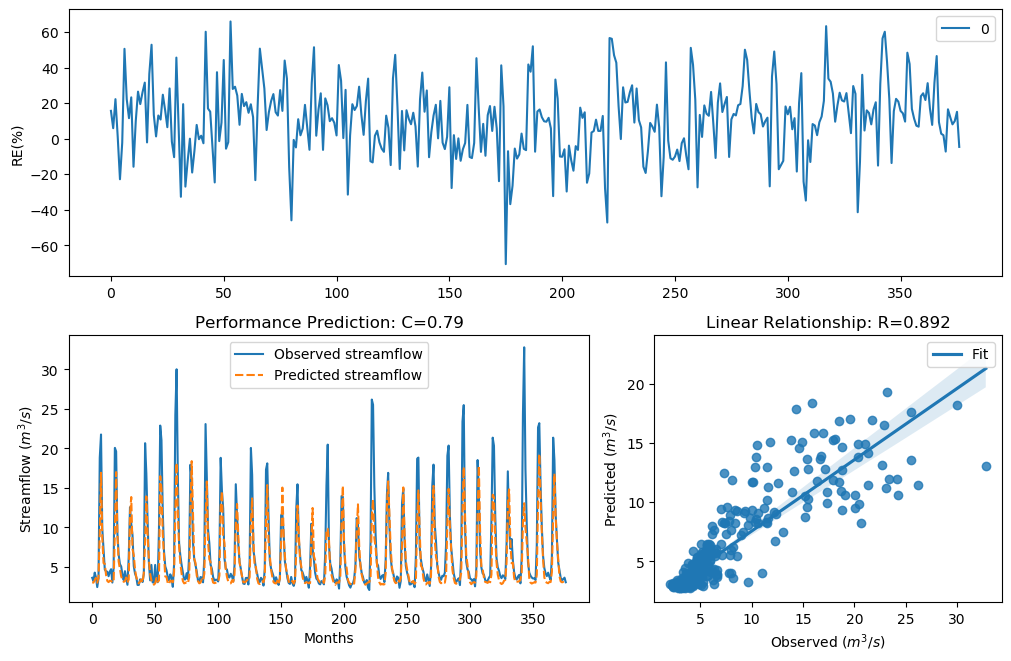 60
40
20
0
−20
−40
−60
RE(%)
0
0 50 100 150 200 250 300 350
Performance Prediction: C=0.79
Observed streamflow
Predicted streamflow
30
25
20
15
10
5
Streamflow (m³/s)
0 50 100 150 200 250 300 350
Months
Linear Relationship: R=0.892
Fit
20
15
10
5
Predicted (m³/s)
5 10 15 20 25 30
Observed (m³/s)